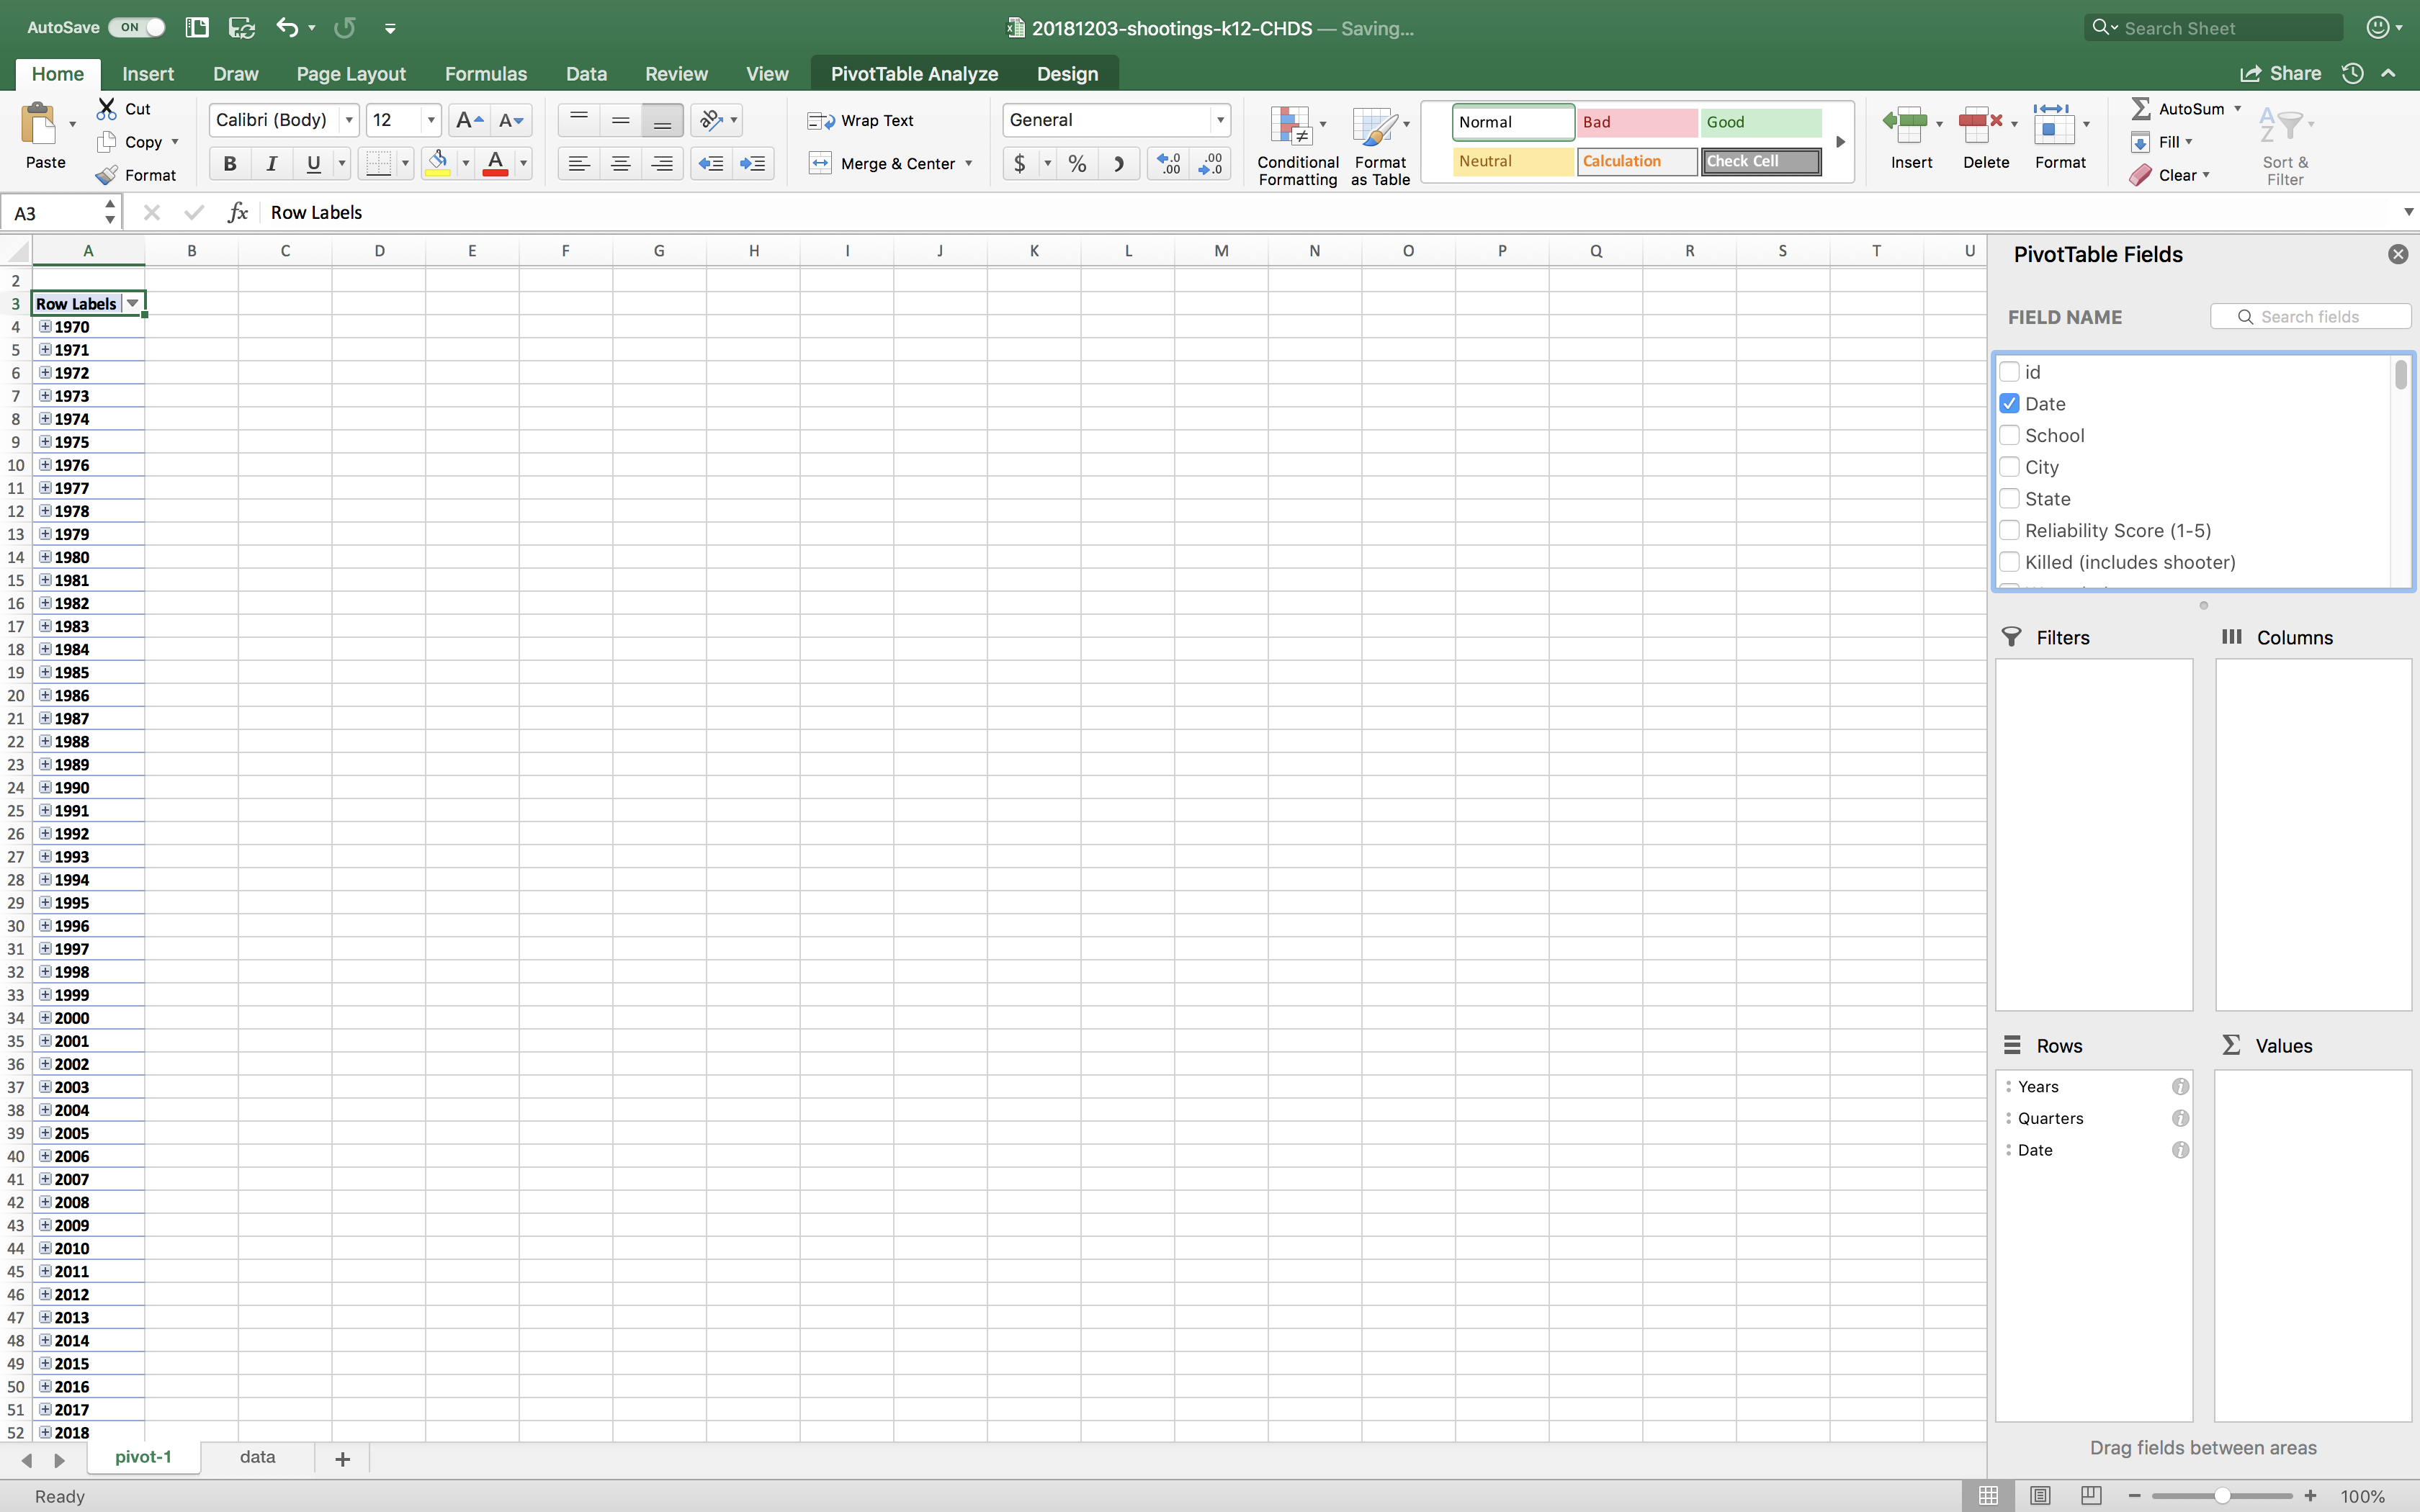 AutoSave ON 20181203-shootings-k12-CHDS — Saving... Search Sheet
Home Insert Draw Page Layout Formulas Data Review View PivotTable Analyze Design Share
Paste
Cut
Copy
Format
Calibri (Body) 12
Wrap Text
Merge & Center
General
Conditional Formatting
Format as Table
Normal Bad Good
Neutral Calculation Check Cell
Insert Delete Format
AutoSum
Fill
Clear
Sort & Filter
A3 fx Row Labels
A B C D E F G H I J K L M N O P Q R S T U
2
3 Row Labels
4 1970
5 1971
6 1972
7 1973
8 1974
9 1975
10 1976
11 1977
12 1978
13 1979
14 1980
15 1981
16 1982
17 1983
18 1984
19 1985
20 1986
21 1987
22 1988
23 1989
24 1990
25 1991
26 1992
27 1993
28 1994
29 1995
30 1996
31 1997
32 1998
33 1999
34 2000
35 2001
36 2002
37 2003
38 2004
39 2005
40 2006
41 2007
42 2008
43 2009
44 2010
45 2011
46 2012
47 2013
48 2014
49 2015
50 2016
51 2017
52 2018
PivotTable Fields
FIELD NAME Search fields
id
Date
School
City
State
Reliability Score (1-5)
Killed (includes shooter)
Filters Columns
Rows Values
Years
Quarters
Date
Drag fields between areas
pivot-1 data +
Ready 100%